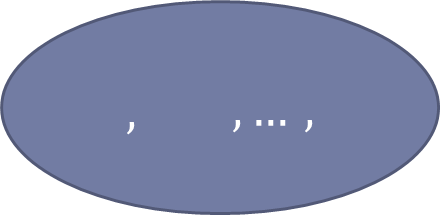 , , … ,